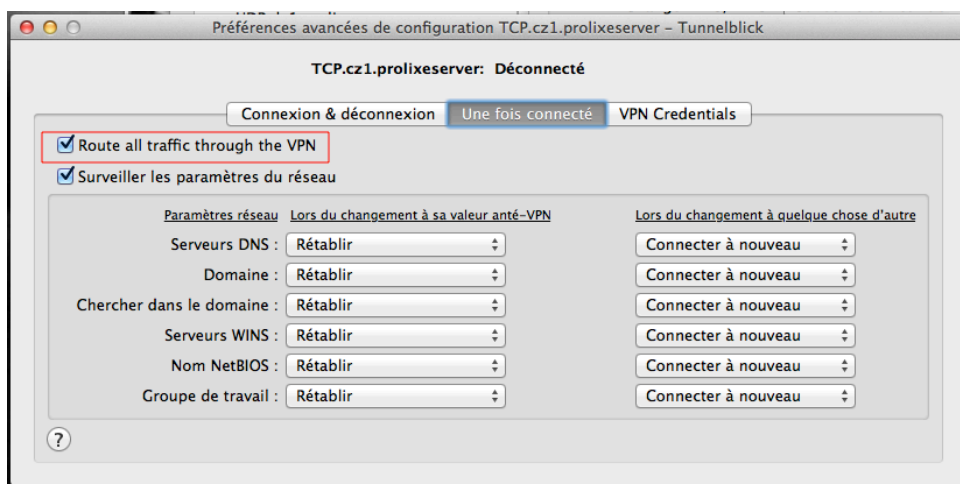 Préférences avancées de configuration TCP.cz1.prolixeserver – Tunnelblick
TCP.cz1.prolixeserver: Déconnecté
Connexion & déconnexion Une fois connecté VPN Credentials
Route all traffic through the VPN
Surveiller les paramètres du réseau
Paramètres réseau Lors du changement à sa valeur anté-VPN Lors du changement à quelque chose d'autre
Serveurs DNS : Rétablir Connecter à nouveau
Domaine : Rétablir Connecter à nouveau
Chercher dans le domaine : Rétablir Connecter à nouveau
Serveurs WINS : Rétablir Connecter à nouveau
Nom NetBIOS : Rétablir Connecter à nouveau
Groupe de travail : Rétablir Connecter à nouveau
?